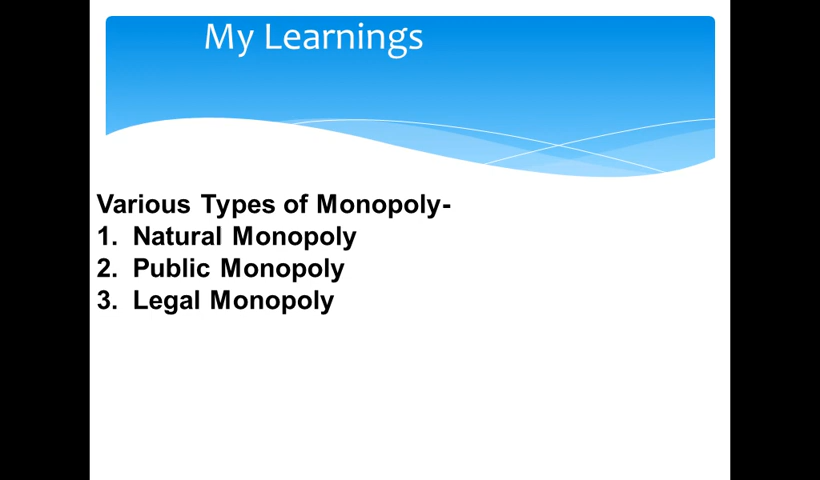 My Learnings
Various Types of Monopoly-
1. Natural Monopoly
2. Public Monopoly
3. Legal Monopoly